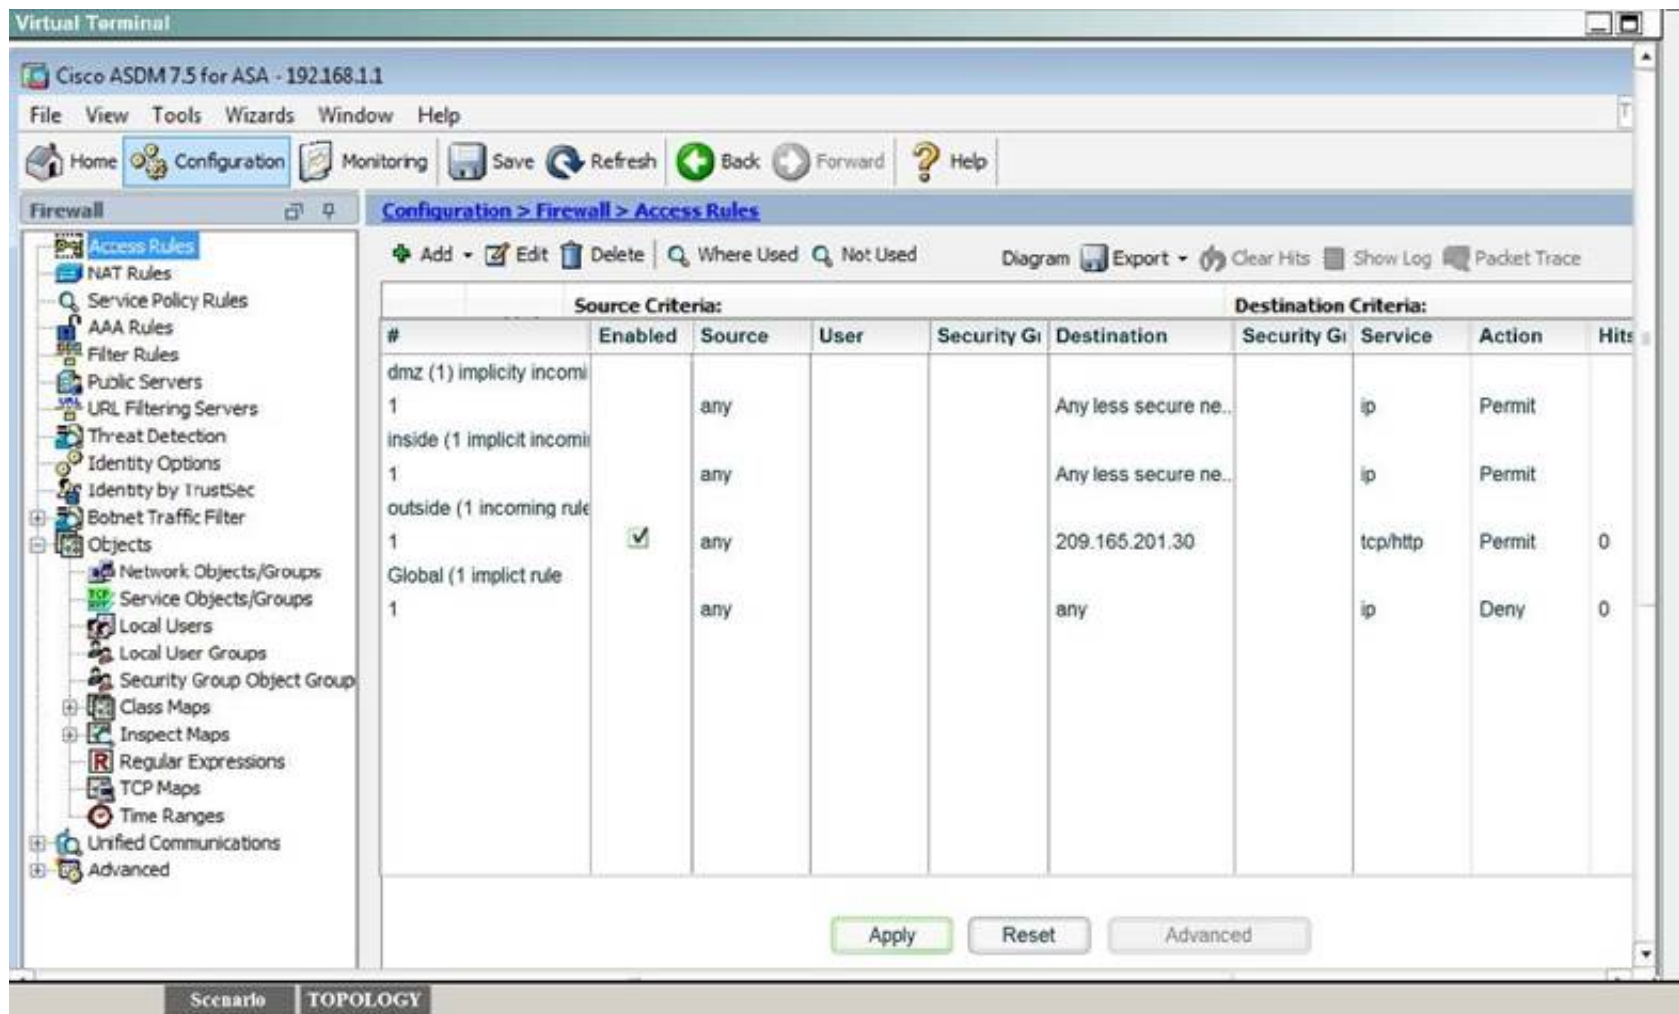 Virtual Terminal
Cisco ASDM 7.5 for ASA - 192.168.1.1
File View Tools Wizards Window Help
Home Configuration Monitoring Save Refresh Back Forward Help
Firewall
Access Rules
NAT Rules
Service Policy Rules
AAA Rules
Filter Rules
Public Servers
URL Filtering Servers
Threat Detection
Identity Options
Identity by TrustSec
Botnet Traffic Filter
Objects
Network Objects/Groups
Service Objects/Groups
Local Users
Local User Groups
Security Group Object Group
Class Maps
Inspect Maps
Regular Expressions
TCP Maps
Time Ranges
Unified Communications
Advanced
Configuration > Firewall > Access Rules
Add Edit Delete Where Used Not Used Diagram Export Clear Hits Show Log Packet Trace
Source Criteria: Destination Criteria:
# Enabled Source User Security Gr Destination Security Gr Service Action Hits
dmz (1) implicity incomi
1 any Any less secure ne.. ip Permit
inside (1 implicit incomin
1 any Any less secure ne.. ip Permit
outside (1 incoming rule
1 any 209.165.201.30 tcp/http Permit 0
Global (1 implict rule
1 any any ip Deny 0
Apply Reset Advanced
Scenario TOPOLOGY